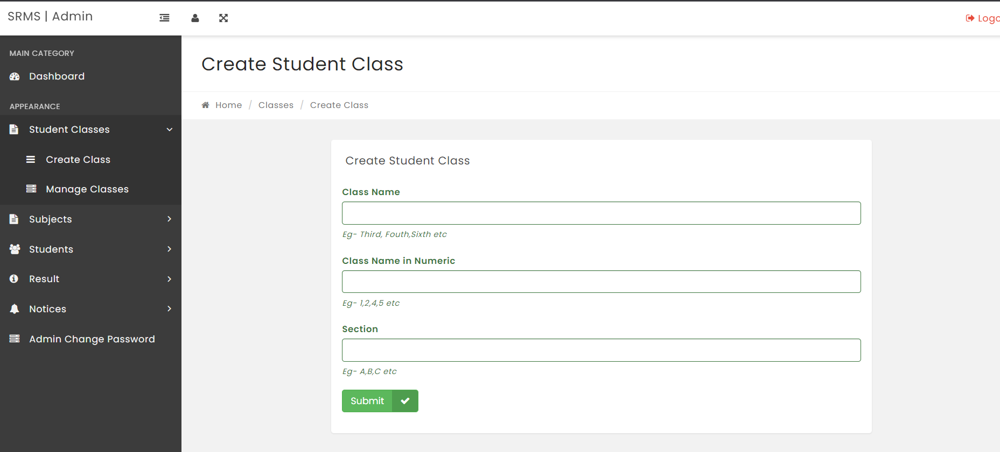 SRMS | Admin
Logo
MAIN CATEGORY
Dashboard
APPEARANCE
Student Classes
Create Class
Manage Classes
Subjects
Students
Result
Notices
Admin Change Password
Create Student Class
Home / Classes / Create Class
Create Student Class
Class Name
Eg- Third, Fouth,Sixth etc
Class Name in Numeric
Eg- 1,2,4,5 etc
Section
Eg- A,B,C etc
Submit